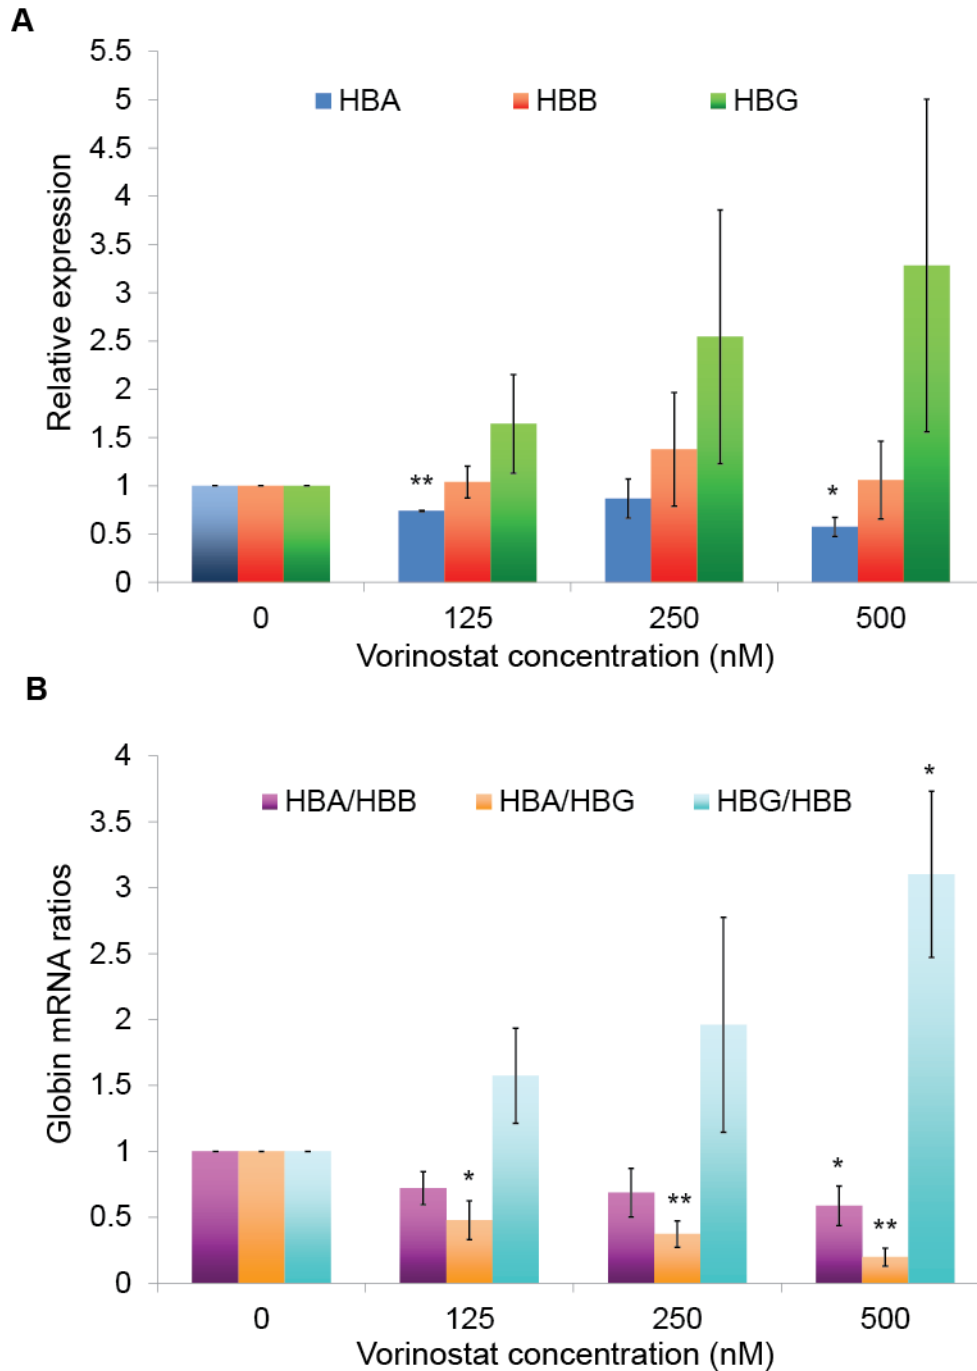 A
5.5
HBA HBB HBG
5
4.5
4
3.5
3
2.5
2
1.5
1
0.5
0
Relative expression
**
*
0 125 250 500
Vorinostat concentration (nM)
B
4
HBA/HBB HBA/HBG HBG/HBB
3.5
3
2.5
2
1.5
1
0.5
0
Globin mRNA ratios
*
*
**
*
**
0 125 250 500
Vorinostat concentration (nM)